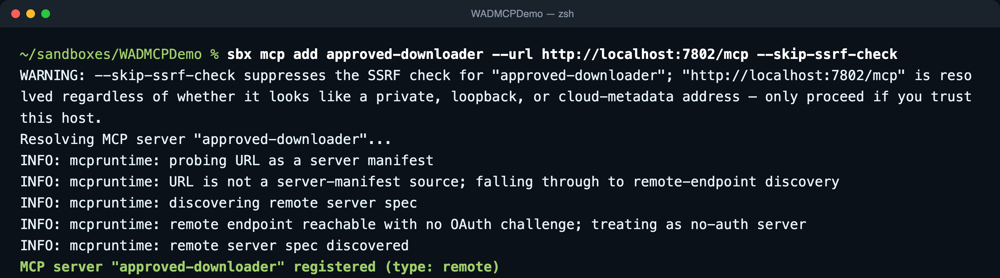 WADMCPDemo — zsh
~/sandboxes/WADMCPDemo % sbx mcp add approved-downloader --url http://localhost:7802/mcp --skip-ssrf-check
WARNING: --skip-ssrf-check suppresses the SSRF check for "approved-downloader"; "http://localhost:7802/mcp" is reso
lved regardless of whether it looks like a private, loopback, or cloud-metadata address — only proceed if you trust
this host.
Resolving MCP server "approved-downloader"...
INFO: mcpruntime: probing URL as a server manifest
INFO: mcpruntime: URL is not a server-manifest source; falling through to remote-endpoint discovery
INFO: mcpruntime: discovering remote server spec
INFO: mcpruntime: remote endpoint reachable with no OAuth challenge; treating as no-auth server
INFO: mcpruntime: remote server spec discovered
MCP server "approved-downloader" registered (type: remote)